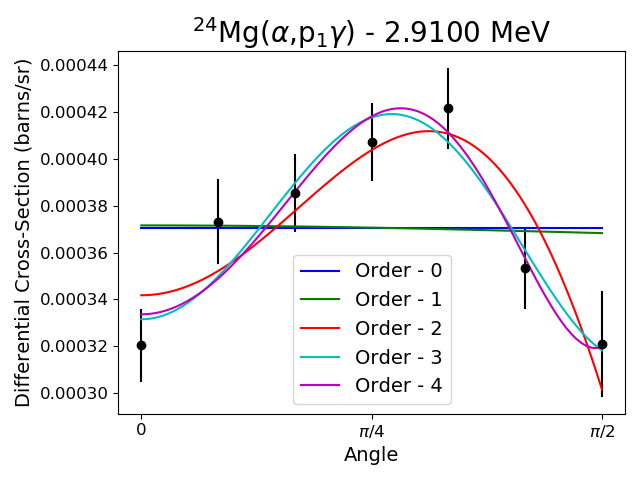 ²⁴Mg(α,p₁γ) - 2.9100 MeV
Differential Cross-Section (barns/sr)
0.00044
0.00042
0.00040
0.00038
0.00036
0.00034
0.00032
0.00030
Order - 0
Order - 1
Order - 2
Order - 3
Order - 4
0 π/4 π/2
Angle